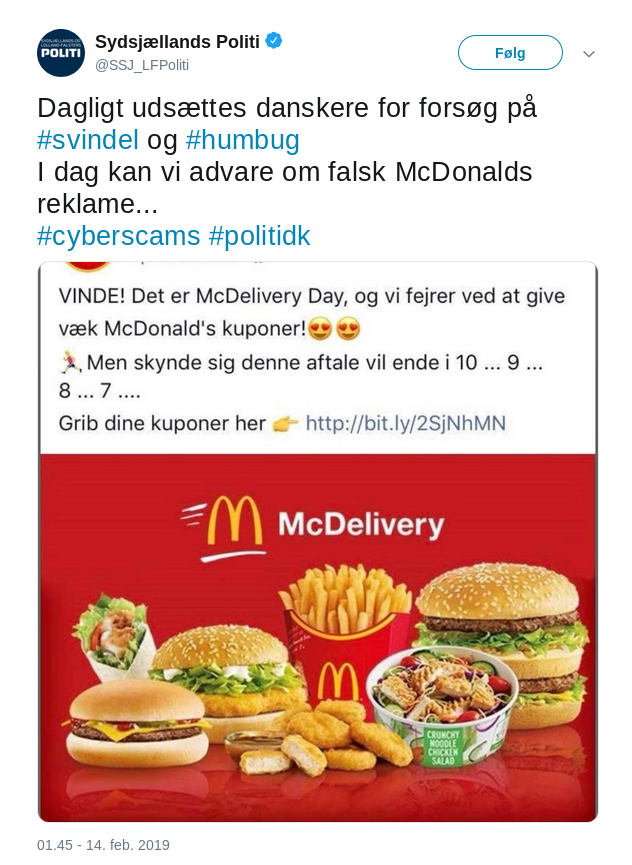 SYDSJÆLLANDS OG
LOLLAND-FALSTERS
POLITI
Sydsjællands Politi
@SSJ_LFPoliti
Følg
Dagligt udsættes danskere for forsøg på
#svindel og #humbug
I dag kan vi advare om falsk McDonalds
reklame...
#cyberscams #politidk
VINDE! Det er McDelivery Day, og vi fejrer ved at give
væk McDonald's kuponer!😍😍
🏃‍♀️, Men skynde sig denne aftale vil ende i 10 ... 9 ...
8 ... 7 ....
Grib dine kuponer her 👉 http://bit.ly/2SjNhMN
McDelivery
CRUNCHY
NOODLE
CHICKEN
SALAD
01.45 - 14. feb. 2019